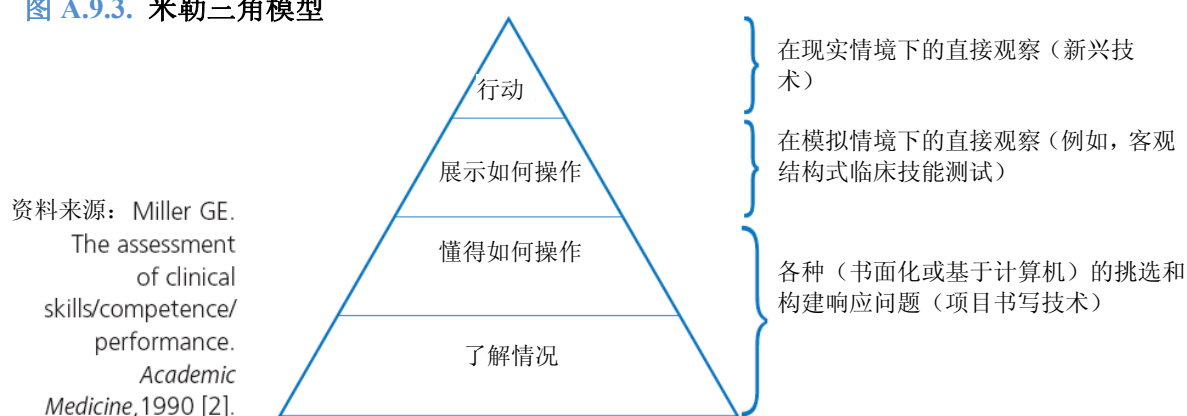 图 A.9.3. 米勒三角模型
行动
展示如何操作
懂得如何操作
了解情况
在现实情境下的直接观察（新兴技
术）
在模拟情境下的直接观察（例如，客观
结构式临床技能测试）
各种（书面化或基于计算机）的挑选和
构建响应问题（项目书写技术）
资料来源：Miller GE.
The assessment
of clinical
skills/competence/
performance.
Academic
Medicine,1990 [2].